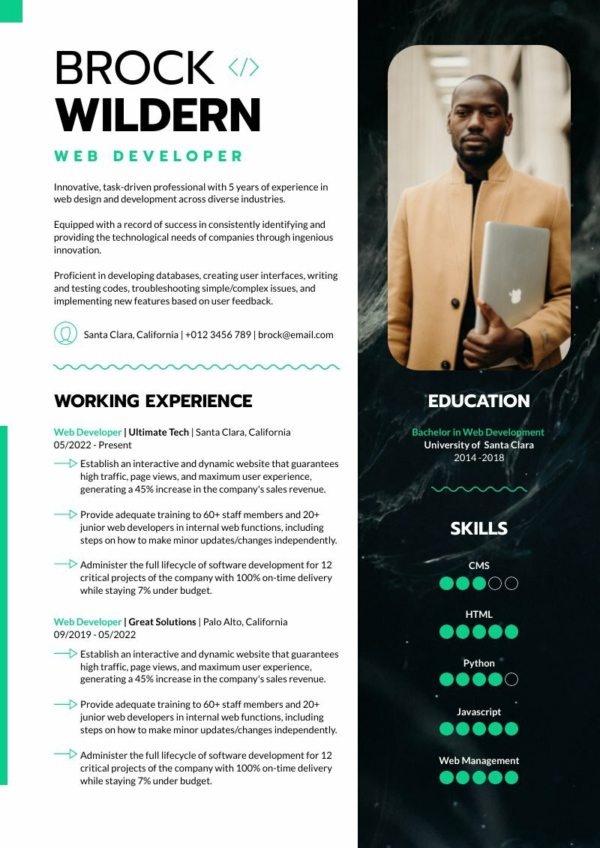 BROCK </>
WILDERN
WEB DEVELOPER
Innovative, task-driven professional with 5 years of experience in
web design and development across diverse industries.
Equipped with a record of success in consistently identifying and
providing the technological needs of companies through ingenious
innovation.
Proficient in developing databases, creating user interfaces, writing
and testing codes, troubleshooting simple/complex issues, and
implementing new features based on user feedback.
Santa Clara, California | +012 3456 789 | brock@email.com
WORKING EXPERIENCE
Web Developer | Ultimate Tech | Santa Clara, California
05/2022 - Present
Establish an interactive and dynamic website that guarantees
high traffic, page views, and maximum user experience,
generating a 45% increase in the company's sales revenue.
Provide adequate training to 60+ staff members and 20+
junior web developers in internal web functions, including
steps on how to make minor updates/changes independently.
Administer the full lifecycle of software development for 12
critical projects of the company with 100% on-time delivery
while staying 7% under budget.
Web Developer | Great Solutions | Palo Alto, California
09/2019 - 05/2022
Establish an interactive and dynamic website that guarantees
high traffic, page views, and maximum user experience,
generating a 45% increase in the company's sales revenue.
Provide adequate training to 60+ staff members and 20+
junior web developers in internal web functions, including
steps on how to make minor updates/changes independently.
Administer the full lifecycle of software development for 12
critical projects of the company with 100% on-time delivery
while staying 7% under budget.
EDUCATION
Bachelor in Web Development
University of Santa Clara
2014 -2018
SKILLS
CMS
HTML
Python
Javascript
Web Management